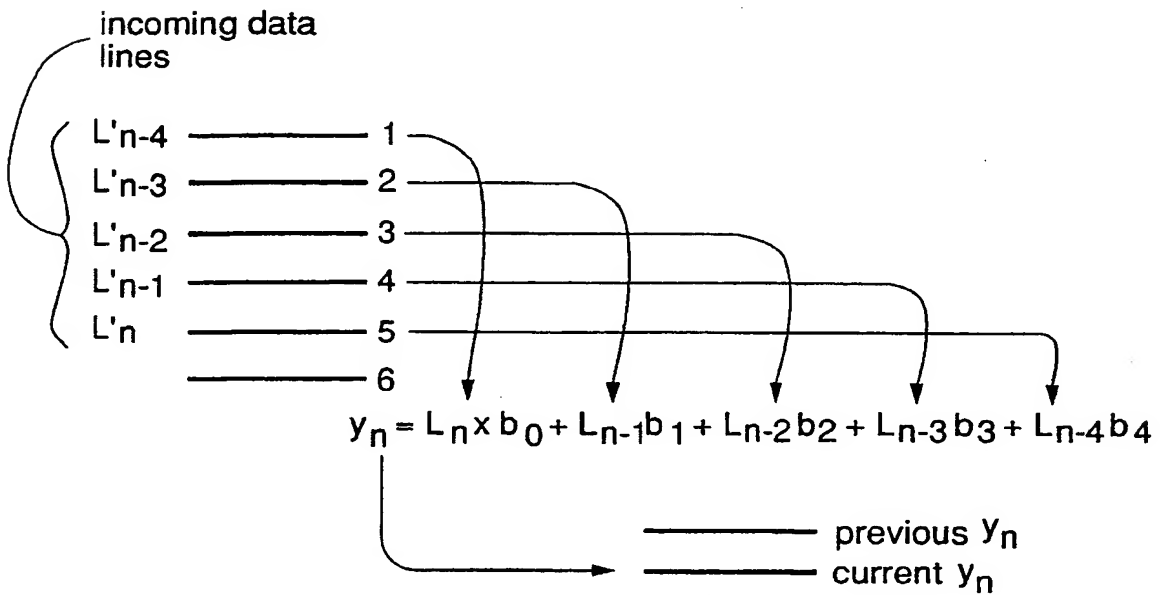 incoming data
lines
L'n-4 1
L'n-3 2
L'n-2 3
L'n-1 4
L'n 5
6
yn = Ln x b0 + Ln-1b1 + Ln-2b2 + Ln-3b3 + Ln-4b4
previous yn
current yn